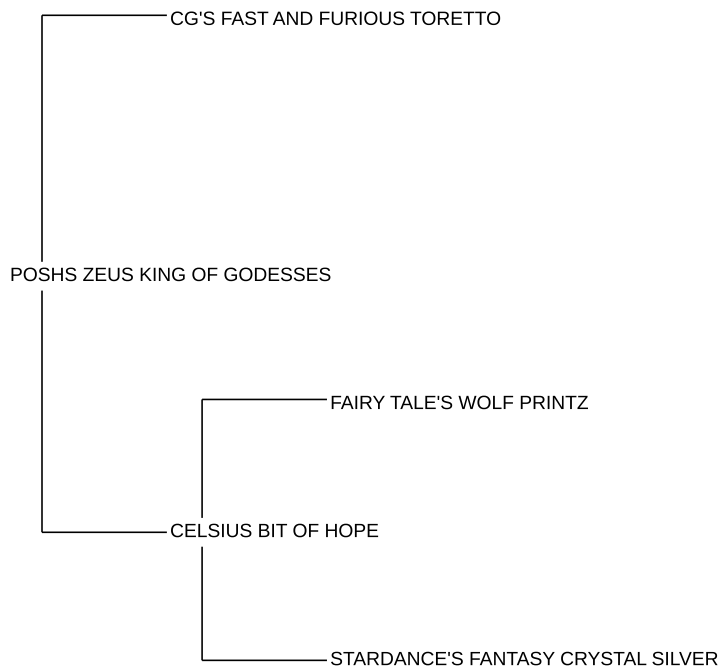 CG'S FAST AND FURIOUS TORETTO
POSHS ZEUS KING OF GODESSES
FAIRY TALE'S WOLF PRINTZ
CELSIUS BIT OF HOPE
STARDANCE'S FANTASY CRYSTAL SILVER